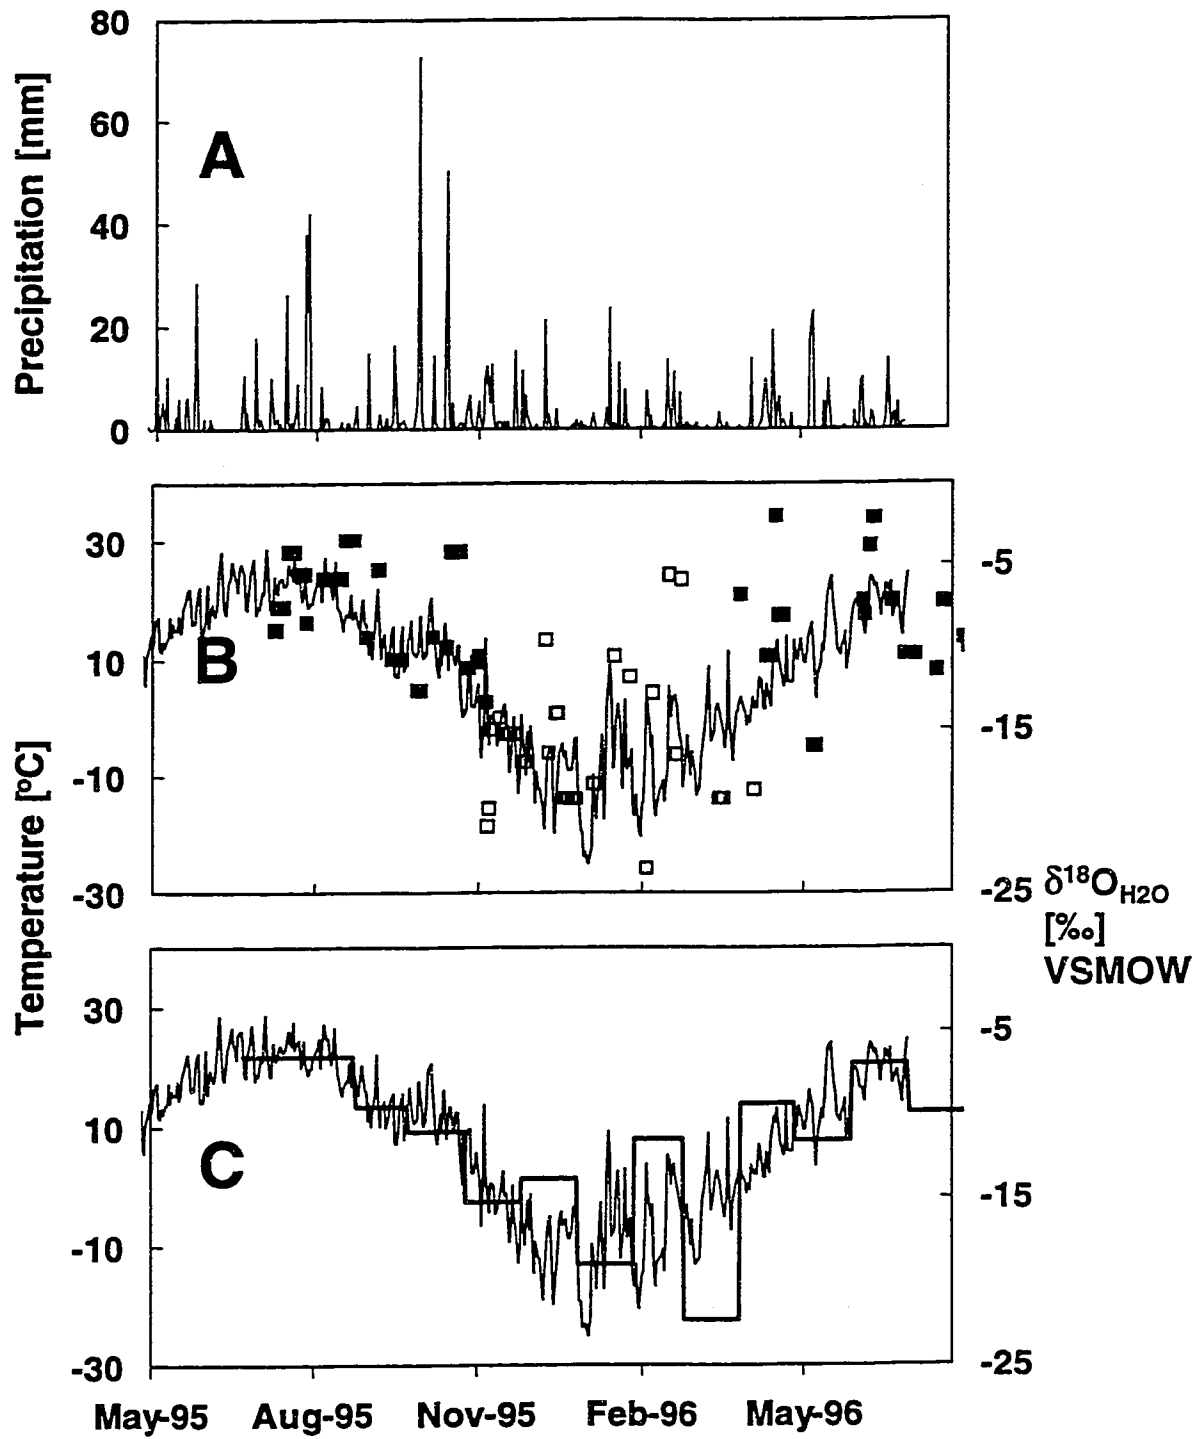 80
60
40
20
0
Precipitation [mm]
A
30
10
-10
-30
-5
-15
-25
B
Temperature [ºC]
δ18OH2O
[‰]
VSMOW
30
10
-10
-30
-5
-15
-25
C
May-95 Aug-95 Nov-95 Feb-96 May-96